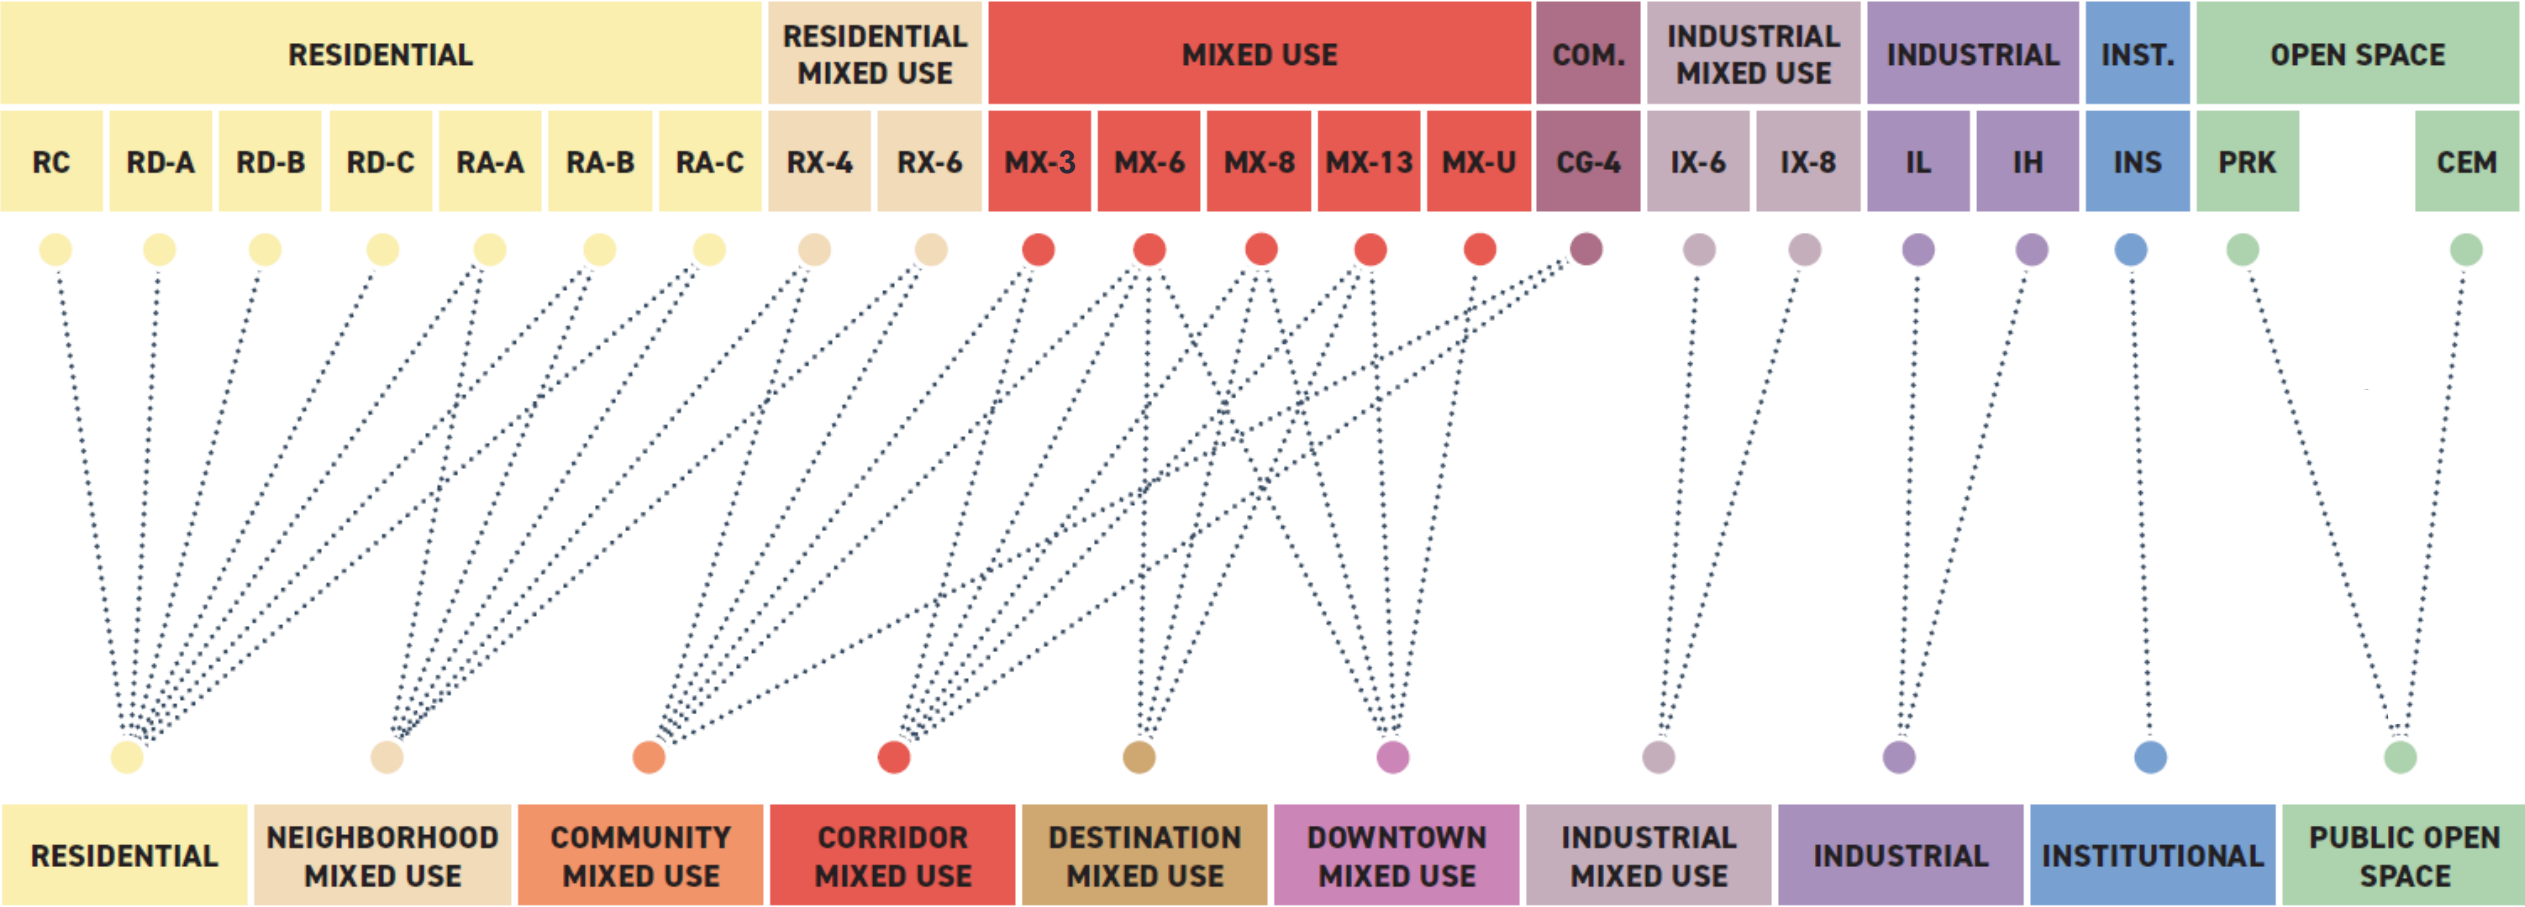 RESIDENTIAL
RESIDENTIAL
MIXED USE
MIXED USE
COM.
INDUSTRIAL
MIXED USE
INDUSTRIAL
INST.
OPEN SPACE
RC
RD-A
RD-B
RD-C
RA-A
RA-B
RA-C
RX-4
RX-6
MX-3
MX-6
MX-8
MX-13
MX-U
CG-4
IX-6
IX-8
IL
IH
INS
PRK
CEM
RESIDENTIAL
NEIGHBORHOOD
MIXED USE
COMMUNITY
MIXED USE
CORRIDOR
MIXED USE
DESTINATION
MIXED USE
DOWNTOWN
MIXED USE
INDUSTRIAL
MIXED USE
INDUSTRIAL
INSTITUTIONAL
PUBLIC OPEN
SPACE